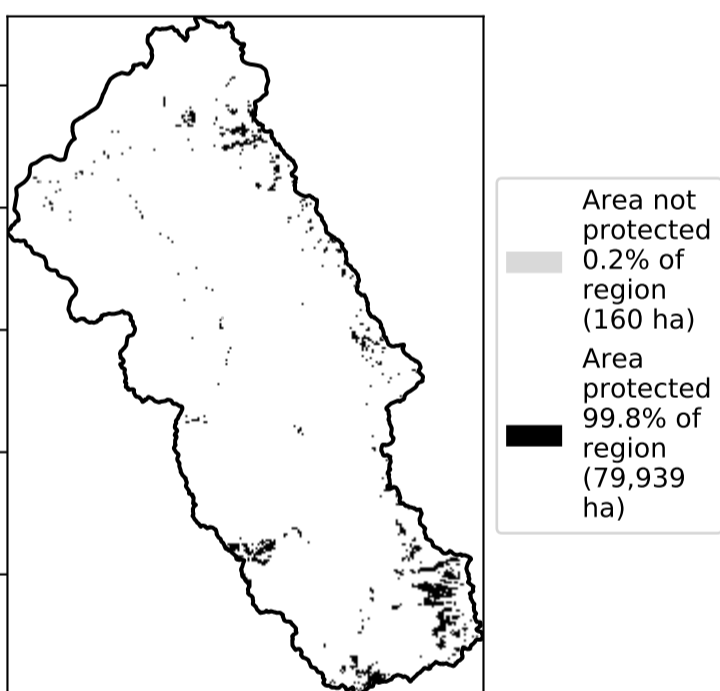 Area not
protected
0.2% of
region
(160 ha)
Area
protected
99.8% of
region
(79,939
ha)